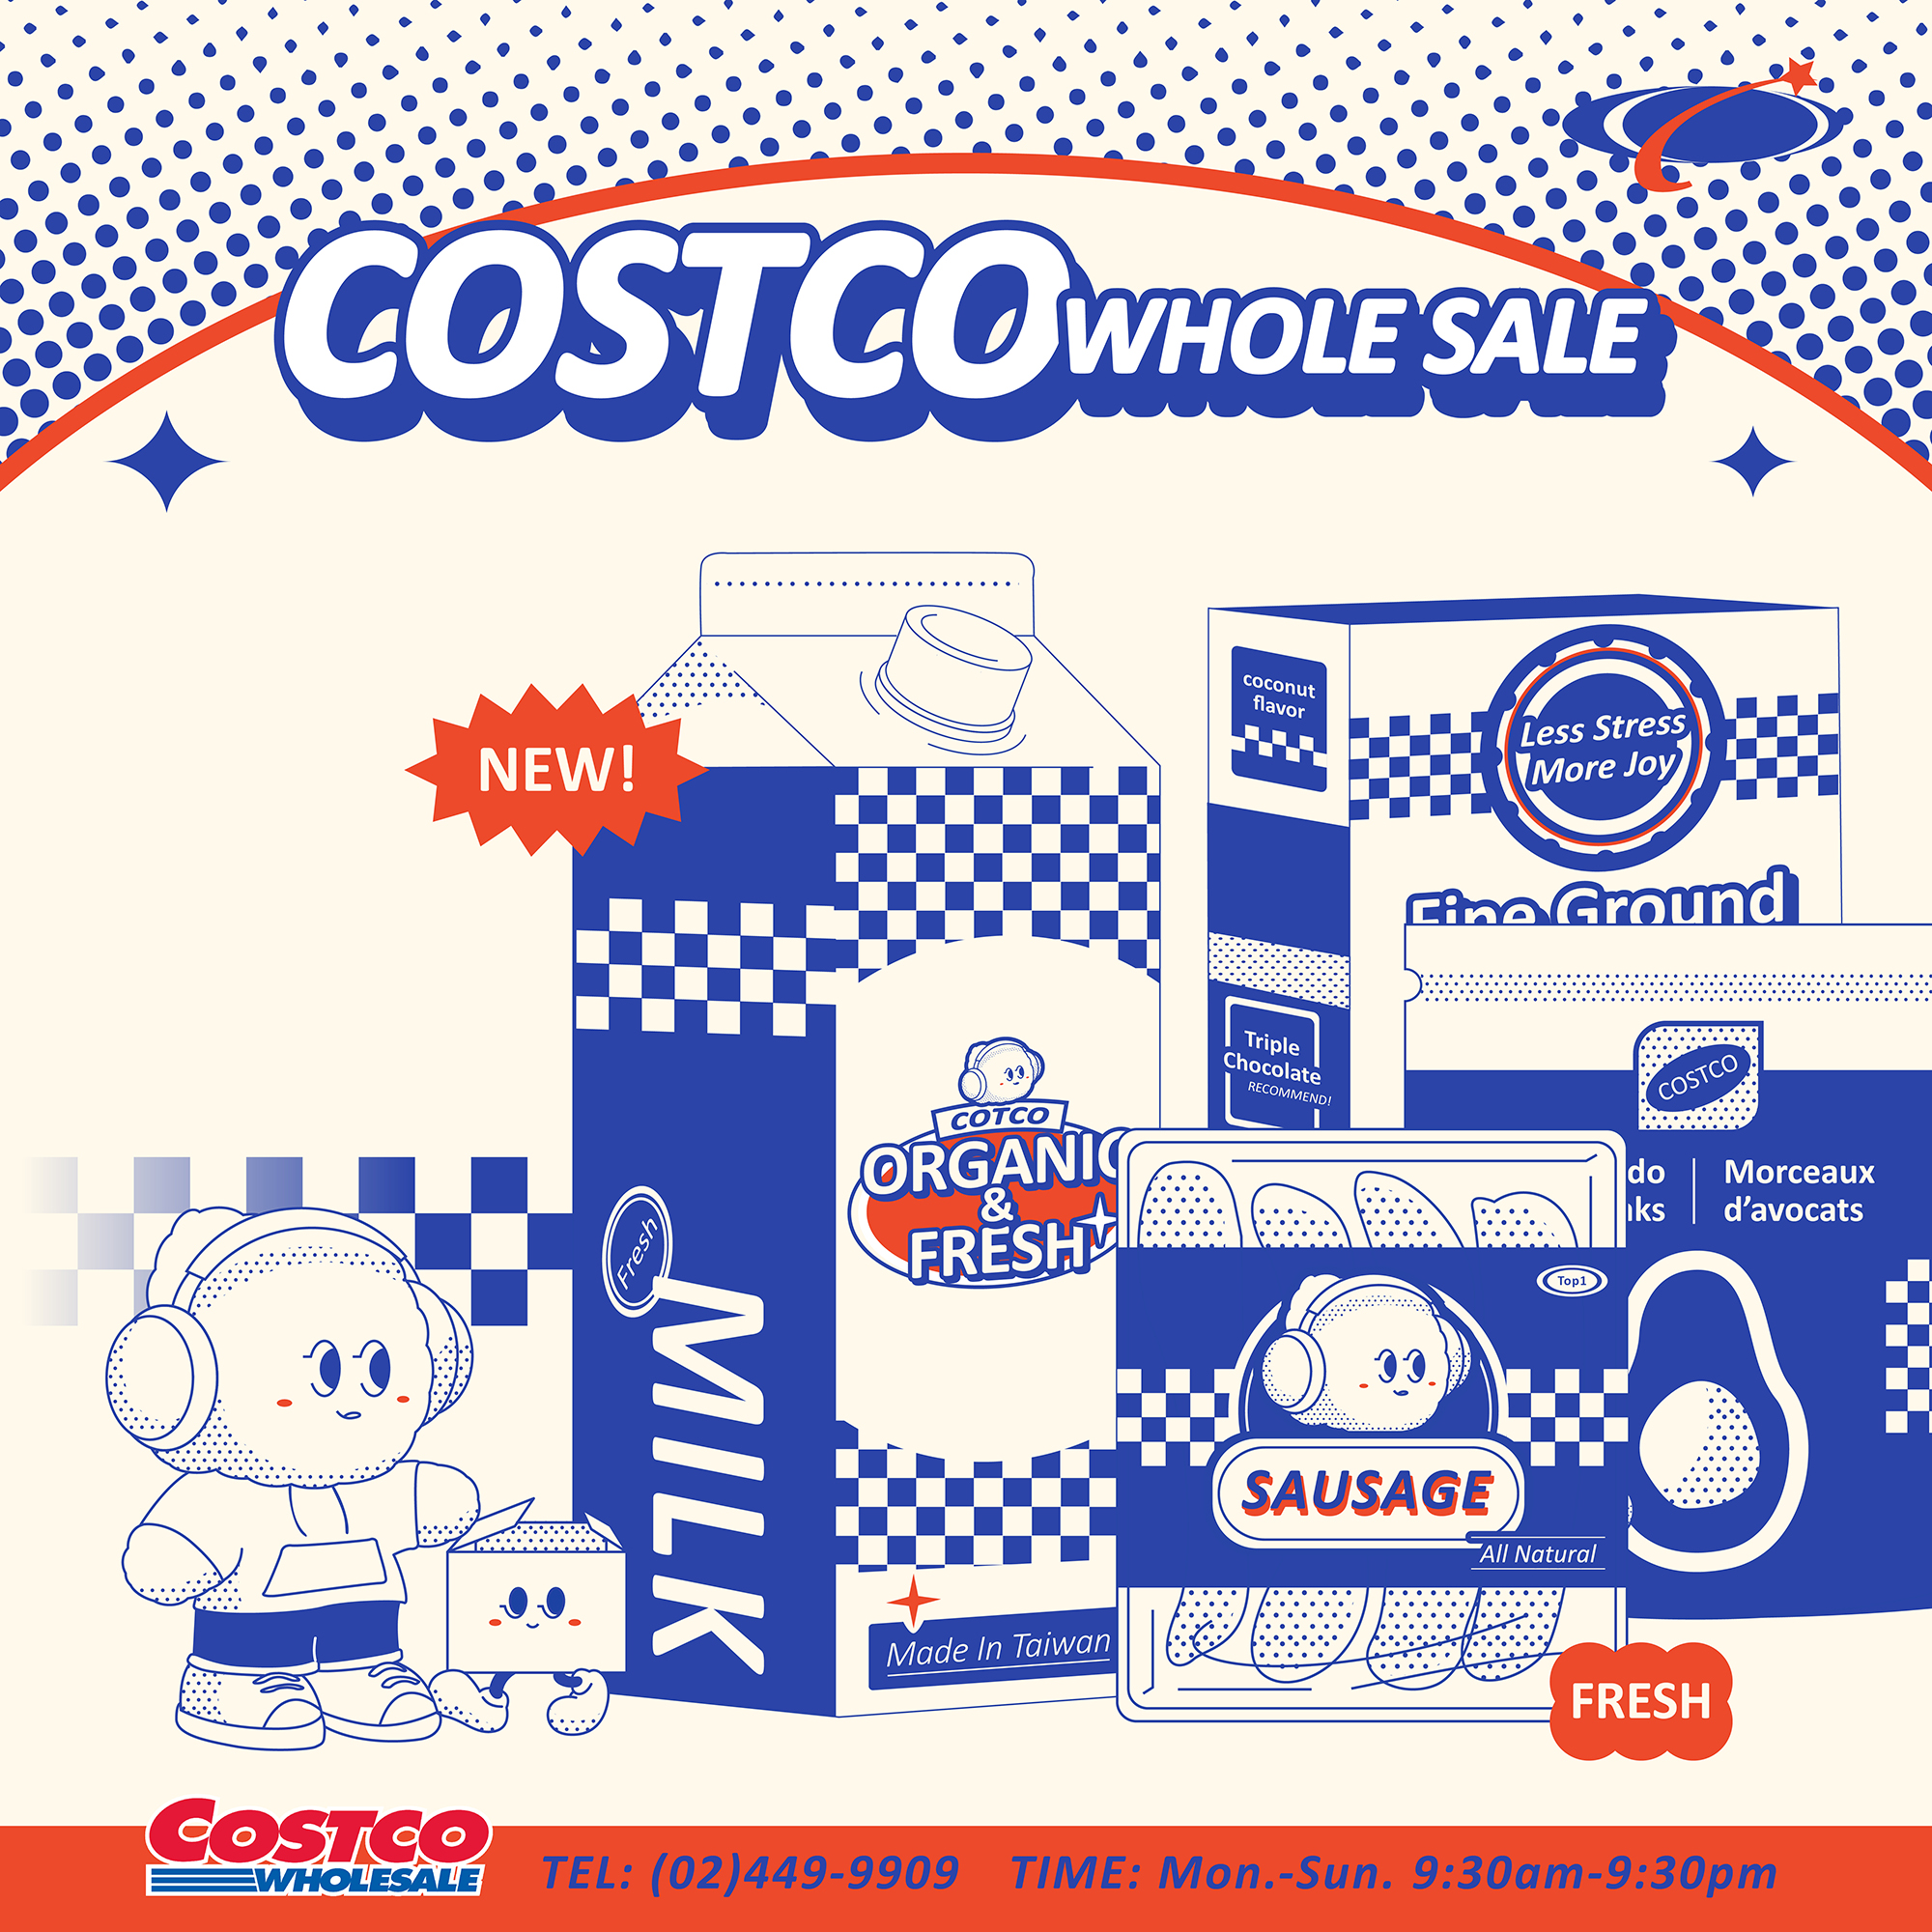 COSTCO WHOLE SALE
NEW!
coconut
flavor
Less Stress
More Joy
Fine Ground
Triple
Chocolate
RECOMMEND!
COSTCO
do
Morceaux
ks
d’avocats
COTCO
ORGANIC
&
FRESH
Fresh
MILK
Top1
SAUSAGE
All Natural
Made In Taiwan
FRESH
COSTCO
WHOLESALE
TEL: (02)449-9909 TIME: Mon.-Sun. 9:30am-9:30pm